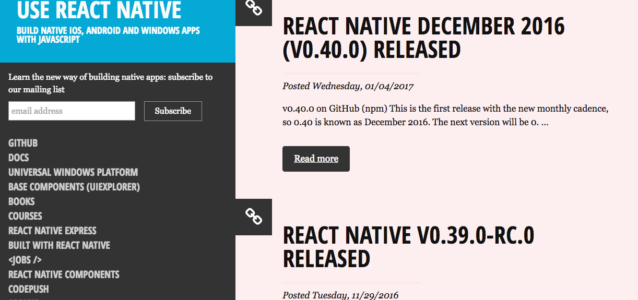 USE REACT NATIVE
BUILD NATIVE IOS, ANDROID AND WINDOWS APPS
WITH JAVASCRIPT
Learn the new way of building native apps: subscribe to
our mailing list
email address
Subscribe
GITHUB
DOCS
UNIVERSAL WINDOWS PLATFORM
BASE COMPONENTS (UIEXPLORER)
BOOKS
COURSES
REACT NATIVE EXPRESS
BUILT WITH REACT NATIVE
<JOBS />
REACT NATIVE COMPONENTS
CODEPUSH
REACT NATIVE DECEMBER 2016
(V0.40.0) RELEASED
Posted Wednesday, 01/04/2017
v0.40.0 on GitHub (npm) This is the first release with the new monthly cadence,
so 0.40 is known as December 2016. The next version will be 0. ...
Read more
REACT NATIVE V0.39.0-RC.0
RELEASED
Posted Tuesday, 11/29/2016